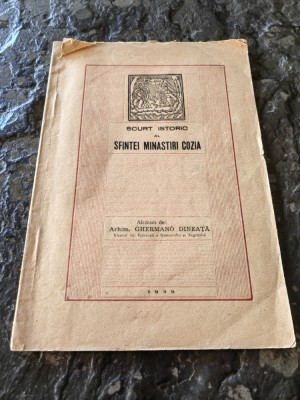 SCURT ISTORIC
AL
SFINTEI MINASTIRI COZIA
Alcătuit de:
Arhim. GHERMANO DINEAȚĂ
1939